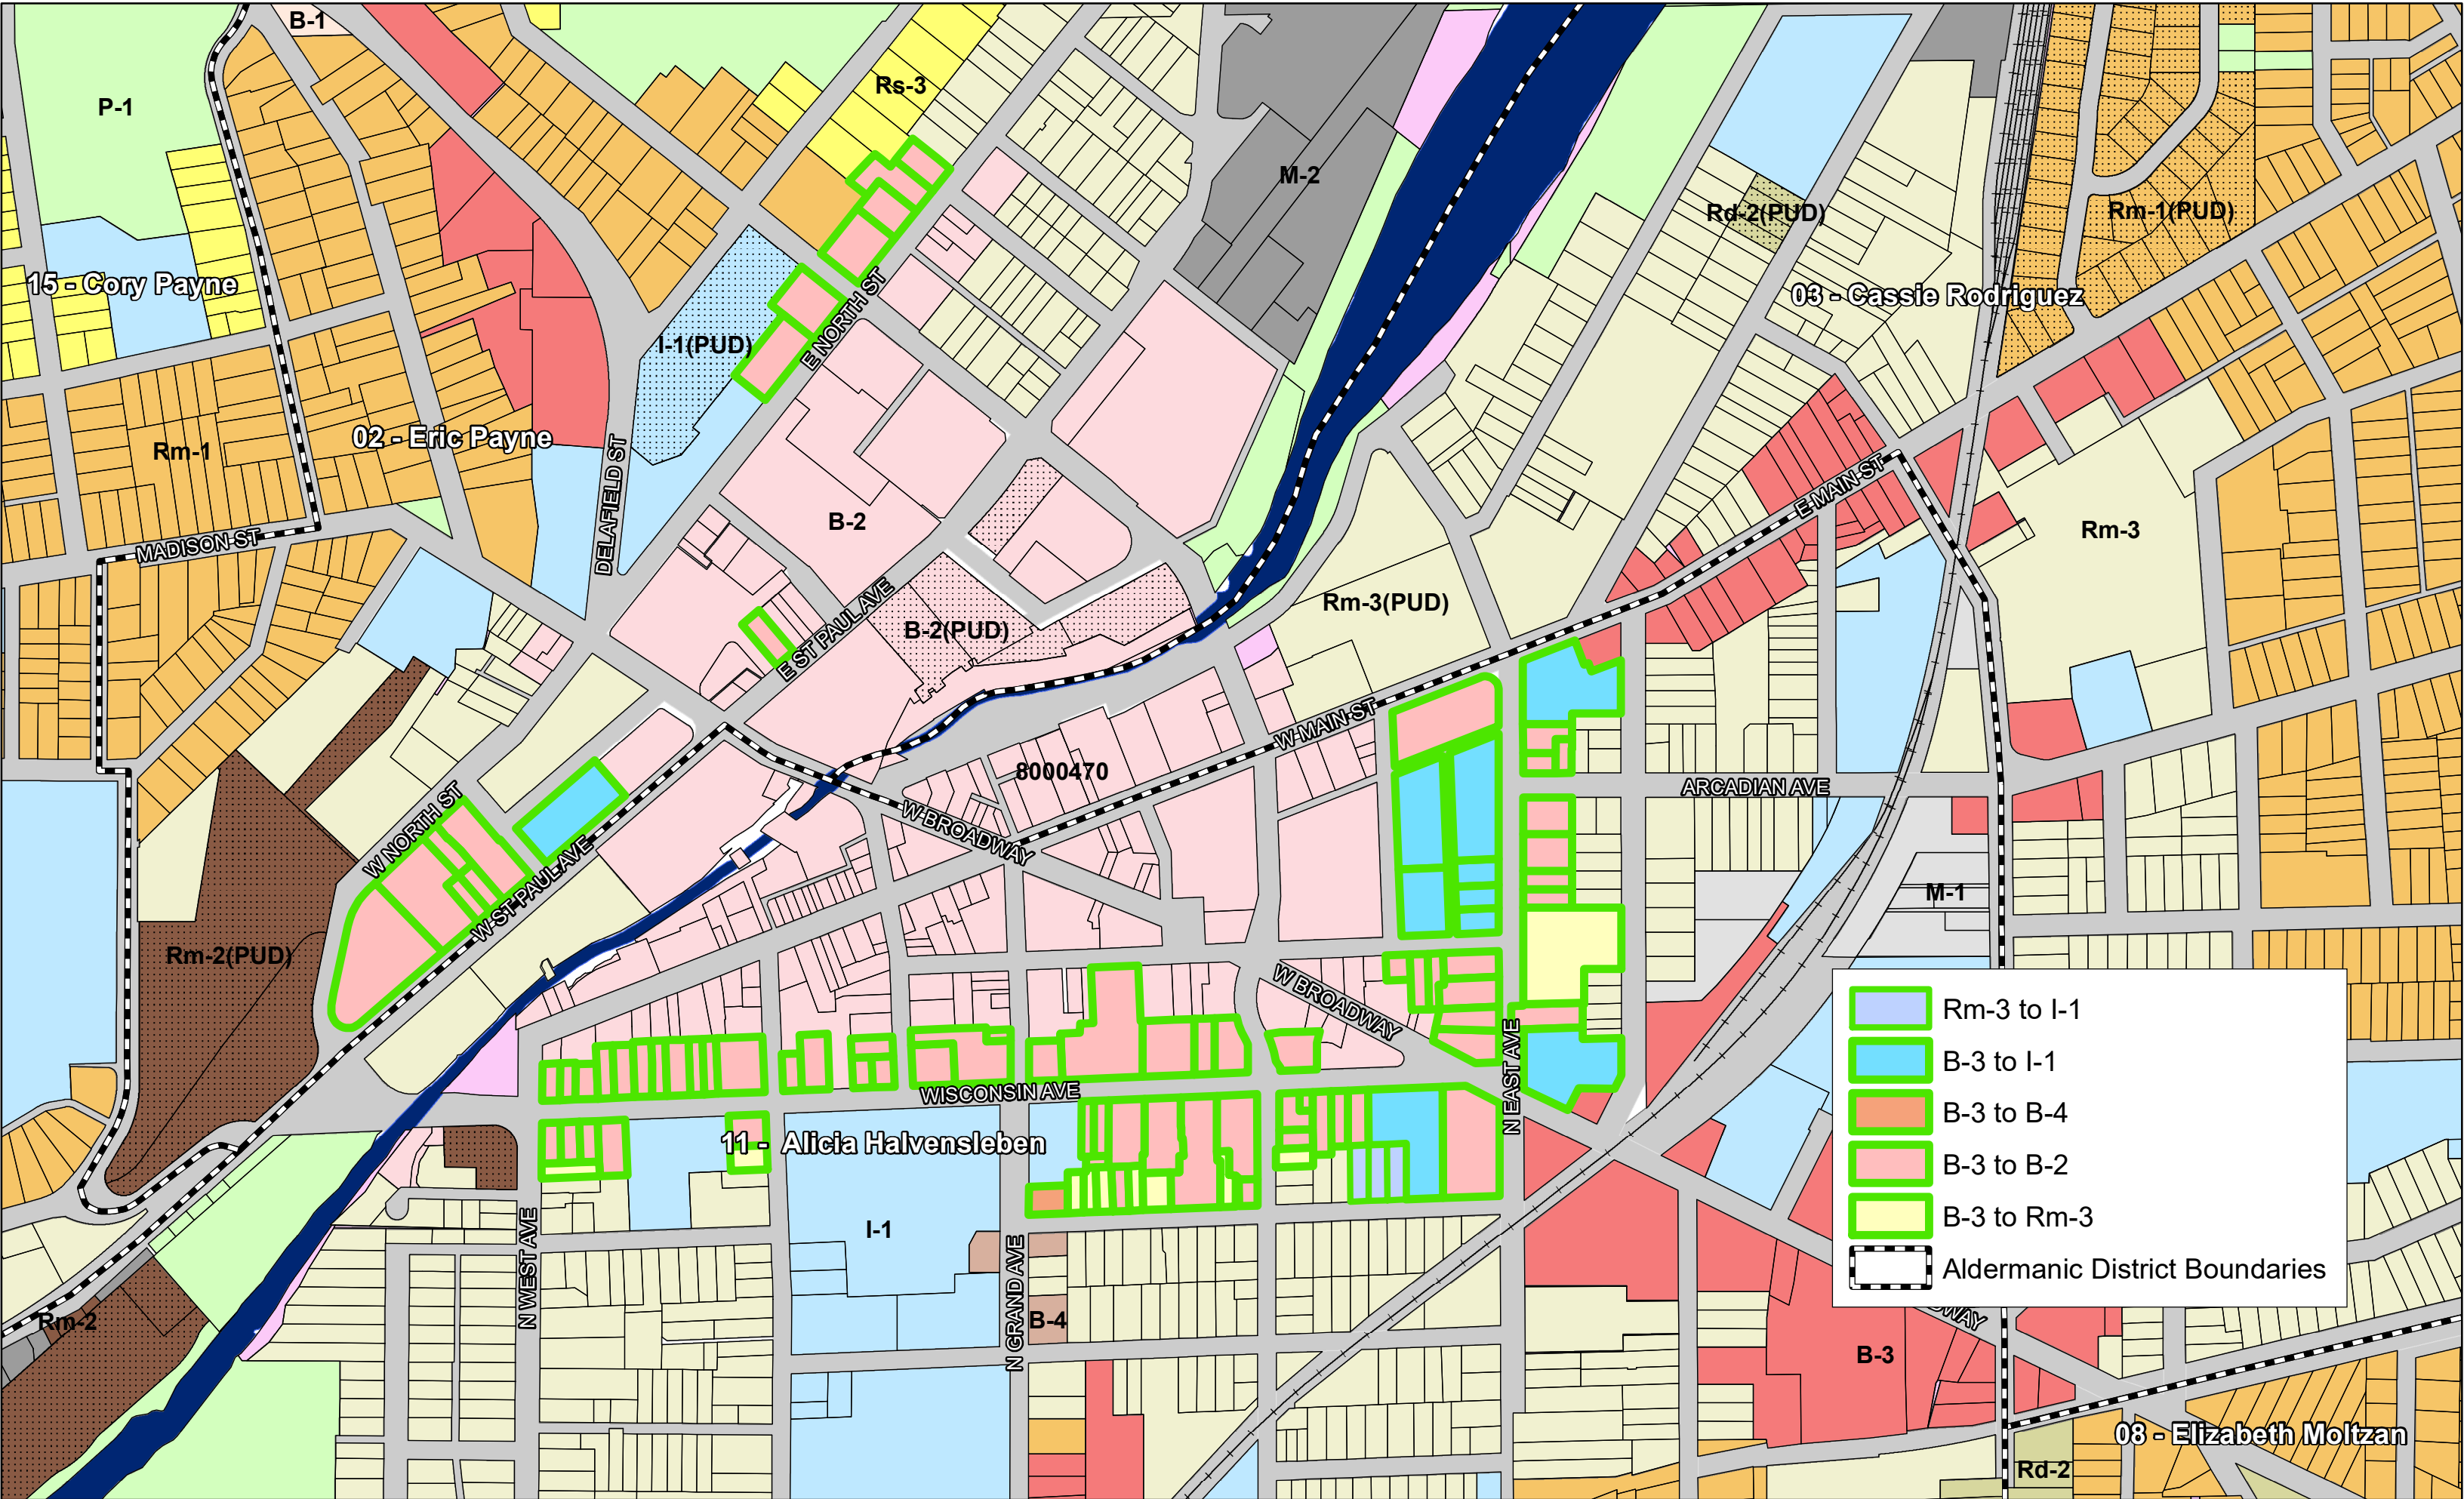 B-1
P-1
Rs-3
M-2
Rd-2(PUD)
Rm-1(PUD)
15 - Cory Payne
03 - Cassie Rodriguez
I-1(PUD)
E NORTH ST
Rm-1
02 - Eric Payne
DELAFIELD ST
MADISON ST
B-2
E MAIN ST
Rm-3
E ST PAUL AVE
B-2(PUD)
Rm-3(PUD)
W MAIN ST
8000470
ARCADIAN AVE
W NORTH ST
W BROADWAY
W ST PAUL AVE
M-1
Rm-2(PUD)
W BROADWAY
N EAST AVE
WISCONSIN AVE
11 - Alicia Halvensleben
I-1
N WEST AVE
N GRAND AVE
B-4
Rm-2
B-3
08 - Elizabeth Moltzan
Rd-2
Rm-3 to I-1
B-3 to I-1
B-3 to B-4
B-3 to B-2
B-3 to Rm-3
Aldermanic District Boundaries